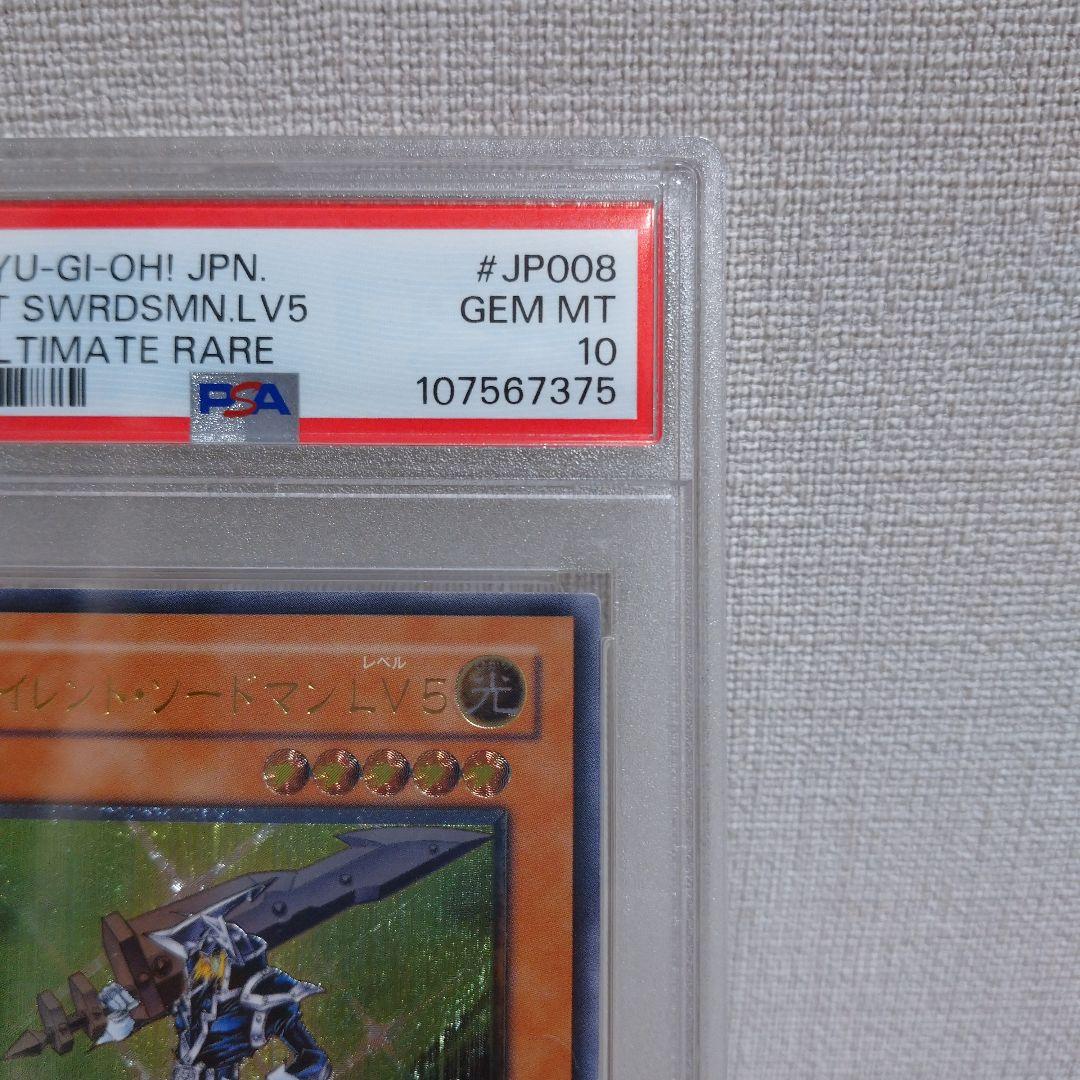 YU-GI-OH! JPN. #JP008
T SWRDSMN.LV5 GEM MT
LTIMATE RARE 10
PSA 107567375
レベル
イレント・ソードマンLV5 光